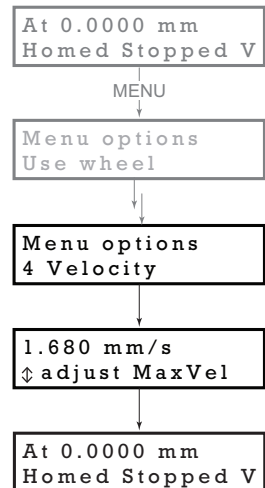 At 0.0000 mm
Homed Stopped V
MENU
Menu options
Use wheel
Menu options
4 Velocity
1.680 mm/s
⇕ adjust MaxVel
At 0.0000 mm
Homed Stopped V